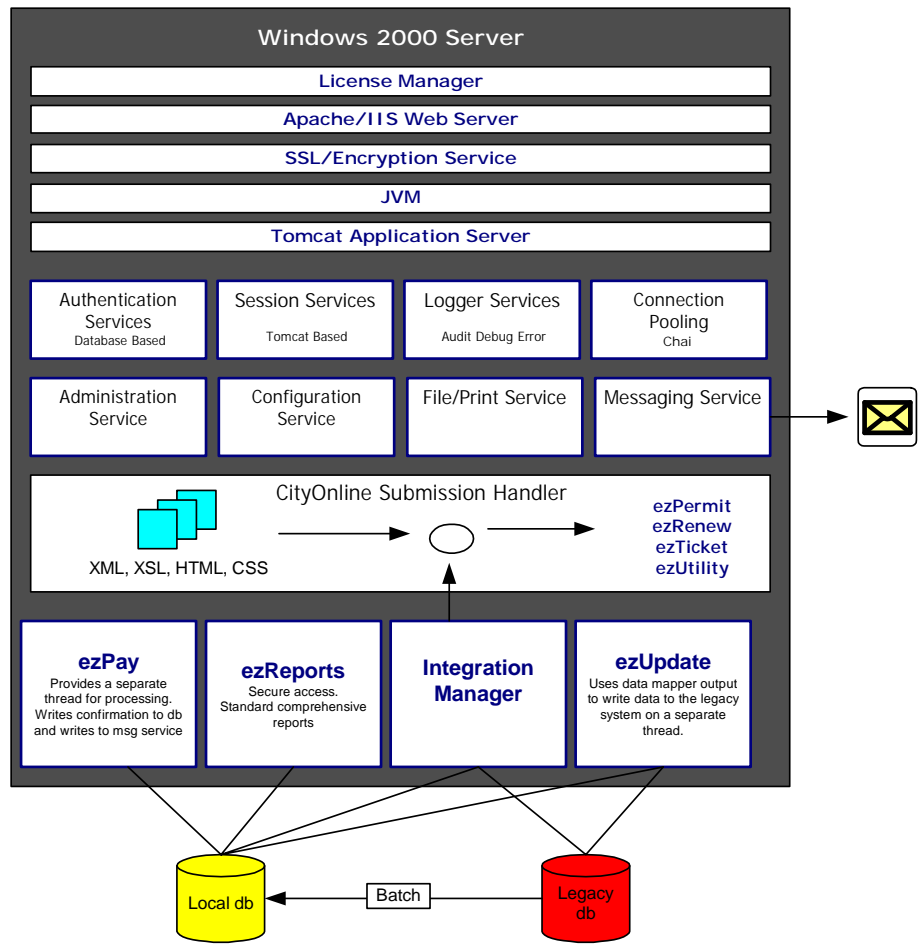 Windows 2000 Server
License Manager
Apache/IIS Web Server
SSL/Encryption Service
JVM
Tomcat Application Server
Authentication
Services
Database Based
Session Services
Tomcat Based
Logger Services
Audit Debug Error
Connection
Pooling
Chai
Administration
Service
Configuration
Service
File/Print Service
Messaging Service
CityOnline Submission Handler
XML, XSL, HTML, CSS
ezPermit
ezRenew
ezTicket
ezUtility
ezPay
Provides a separate
thread for processing.
Writes confirmation to db
and writes to msg service
ezReports
Secure access.
Standard comprehensive
reports
Integration
Manager
ezUpdate
Uses data mapper output
to write data to the legacy
system on a separate
thread.
Local db
Batch
Legacy
db